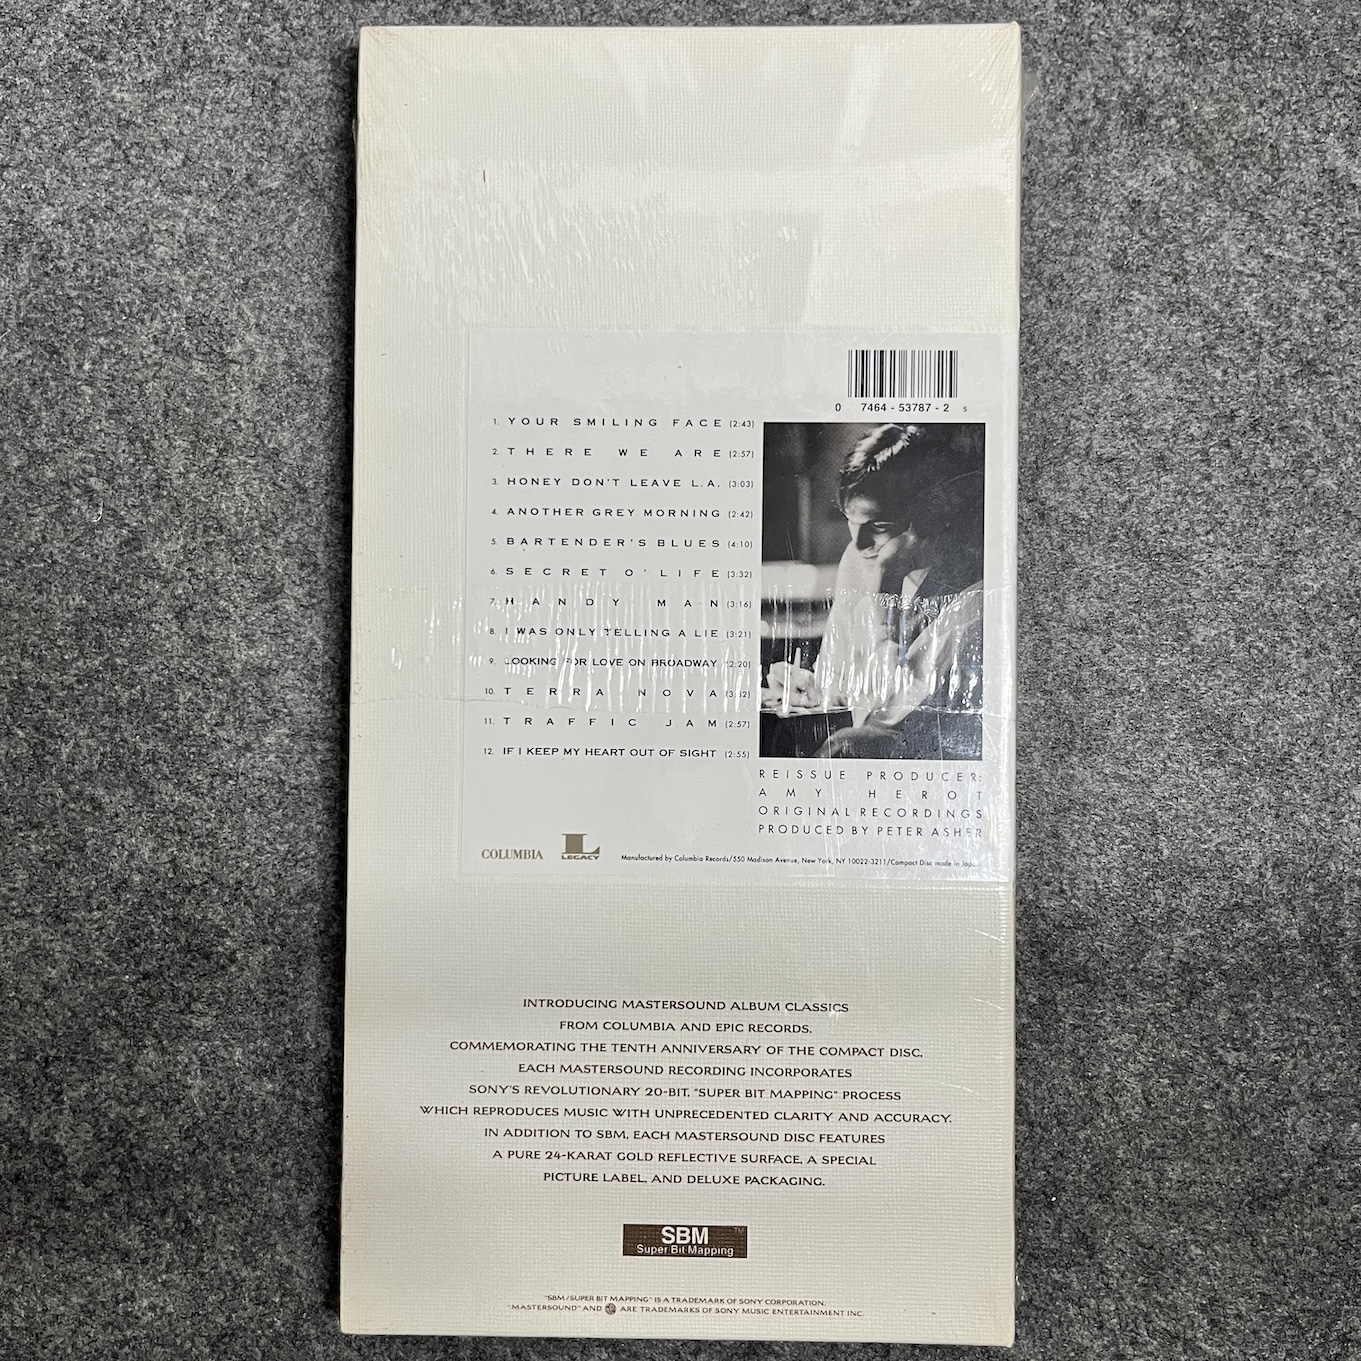 0 7464 - 53787 - 2 5
1. YOUR SMILING FACE (2:43)
2. THERE WE ARE (2:57)
3. HONEY DON'T LEAVE L.A. (3:03)
4. ANOTHER GREY MORNING (2:42)
5. BARTENDER'S BLUES (4:10)
6. SECRET O' LIFE (3:32)
7. HANDY MAN (3:16)
8. I WAS ONLY TELLING A LIE (3:21)
9. LOOKING FOR LOVE ON BROADWAY (2:20)
10. TERRA NOVA
11. TRAFFIC JAM (2:57)
12. IF I KEEP MY HEART OUT OF SIGHT (2:55)
REISSUE PRODUCER:
AMY HEROT
ORIGINAL RECORDINGS
PRODUCED BY PETER ASHER
COLUMBIA
L
LEGACY
Manufactured by Columbia Records/550 Madison Avenue, New York, NY 10022-3211/Compact Disc made in
INTRODUCING MASTERSOUND ALBUM CLASSICS
FROM COLUMBIA AND EPIC RECORDS.
COMMEMORATING THE TENTH ANNIVERSARY OF THE COMPACT DISC,
EACH MASTERSOUND RECORDING INCORPORATES
SONY'S REVOLUTIONARY 20-BIT, "SUPER BIT MAPPING" PROCESS
WHICH REPRODUCES MUSIC WITH UNPRECEDENTED CLARITY AND ACCURACY.
IN ADDITION TO SBM, EACH MASTERSOUND DISC FEATURES
A PURE 24-KARAT GOLD REFLECTIVE SURFACE, A SPECIAL
PICTURE LABEL, AND DELUXE PACKAGING.
SBM TM
Super Bit Mapping
"SBM/SUPER BIT MAPPING" IS A TRADEMARK OF SONY CORPORATION.
"MASTERSOUND" AND ARE TRADEMARKS OF SONY MUSIC ENTERTAINMENT INC.